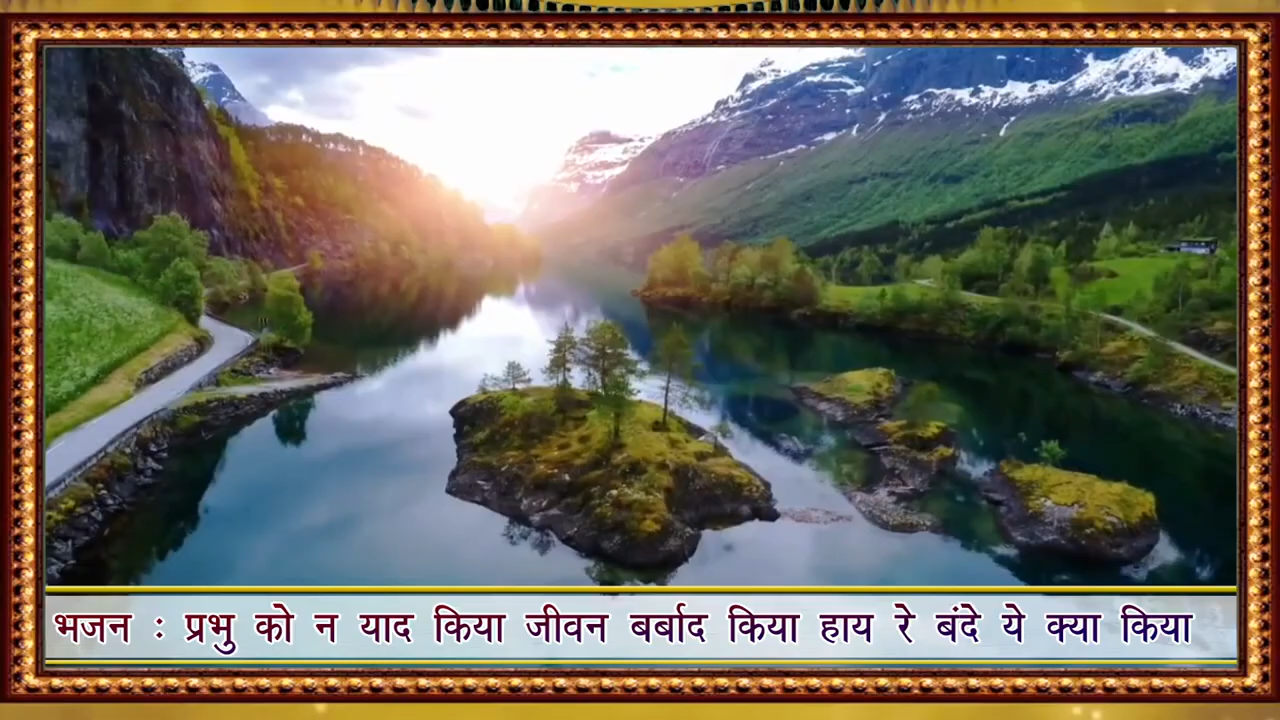 भजन : प्रभु को न याद किया जीवन बर्बाद किया हाय रे बंदे ये क्या किया